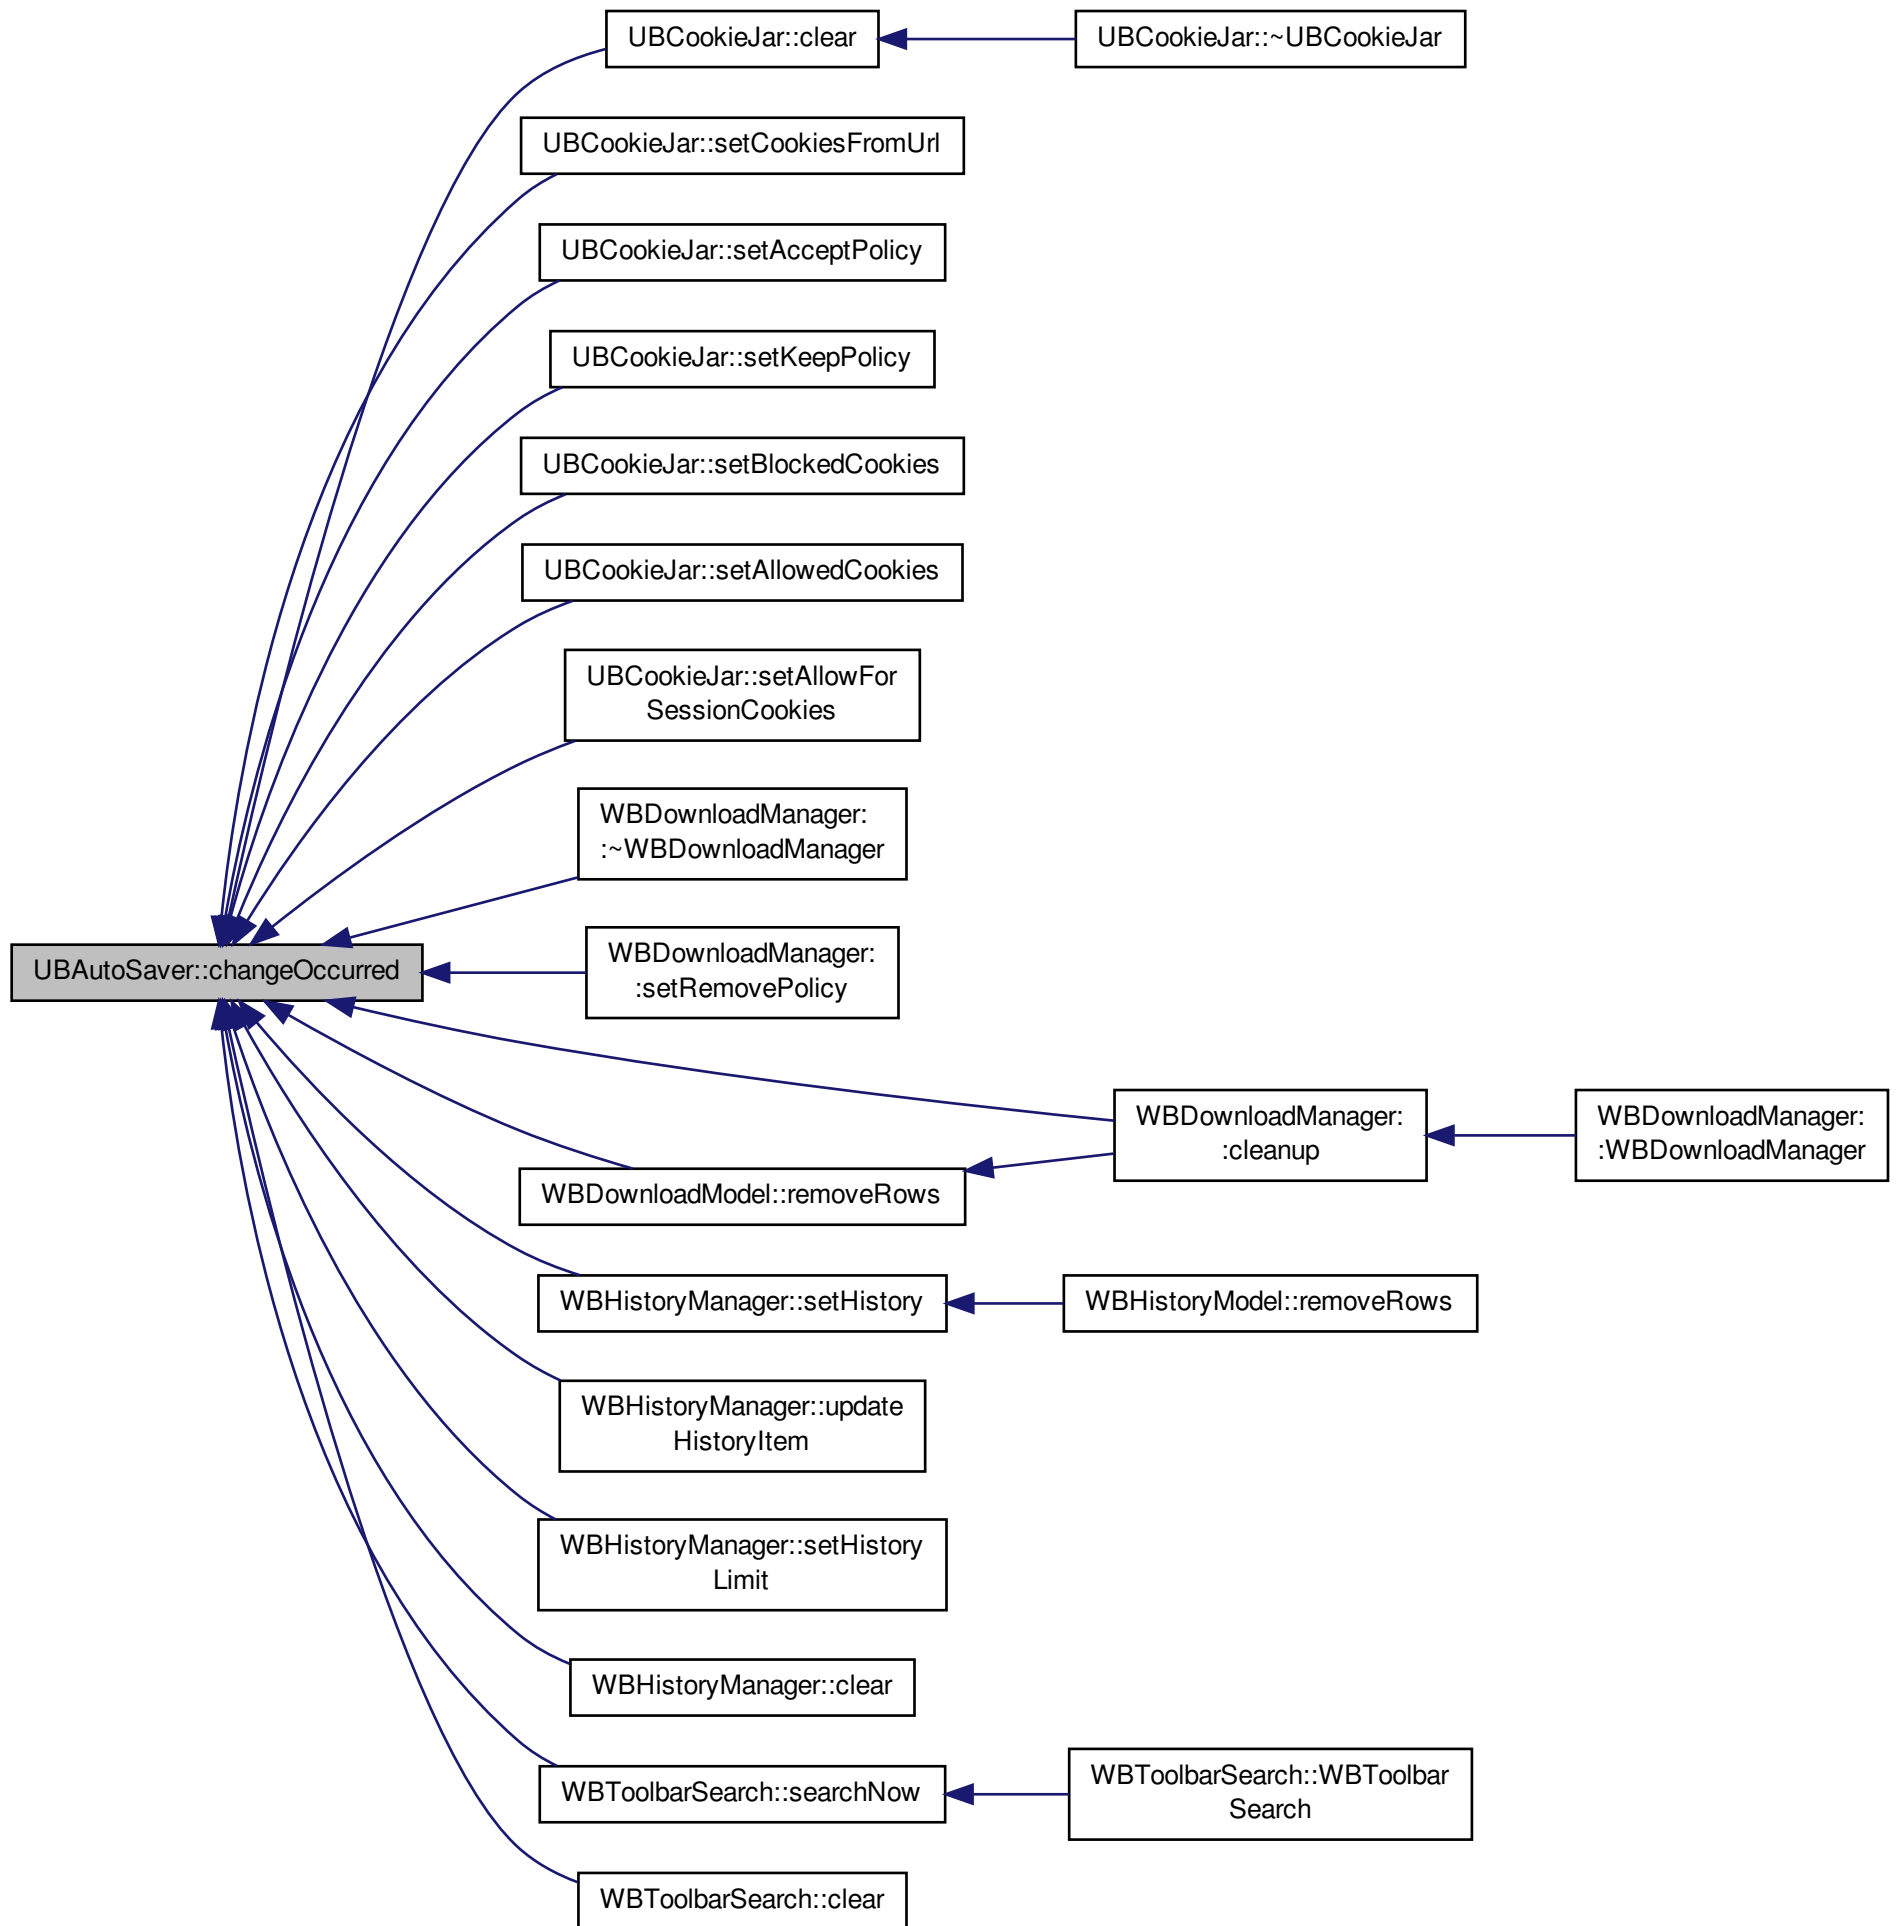 UBCookieJar::clear
UBCookieJar::~UBCookieJar
UBCookieJar::setCookiesFromUrl
UBCookieJar::setAcceptPolicy
UBCookieJar::setKeepPolicy
UBCookieJar::setBlockedCookies
UBCookieJar::setAllowedCookies
UBCookieJar::setAllowFor
SessionCookies
WBDownloadManager:
:~WBDownloadManager
UBAutoSaver::changeOccurred
WBDownloadManager:
:setRemovePolicy
WBDownloadManager:
:cleanup
WBDownloadManager:
:WBDownloadManager
WBDownloadModel::removeRows
WBHistoryManager::setHistory
WBHistoryModel::removeRows
WBHistoryManager::update
HistoryItem
WBHistoryManager::setHistory
Limit
WBHistoryManager::clear
WBToolbarSearch::searchNow
WBToolbarSearch::WBToolbar
Search
WBToolbarSearch::clear